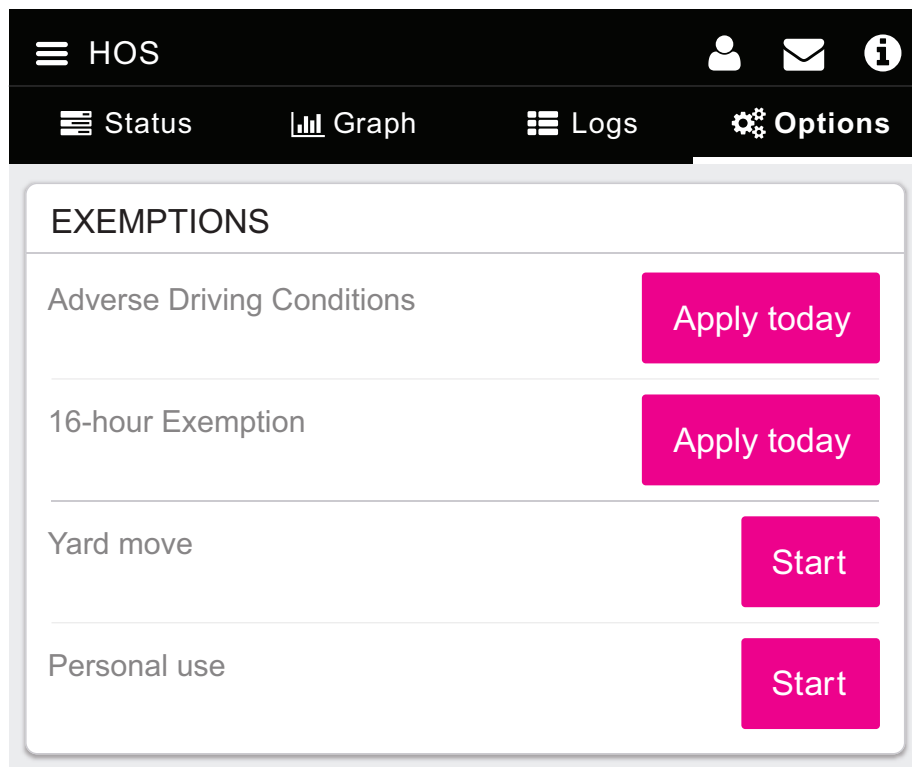 HOS
Status Graph Logs Options
EXEMPTIONS
Adverse Driving Conditions Apply today
16-hour Exemption Apply today
Yard move Start
Personal use Start